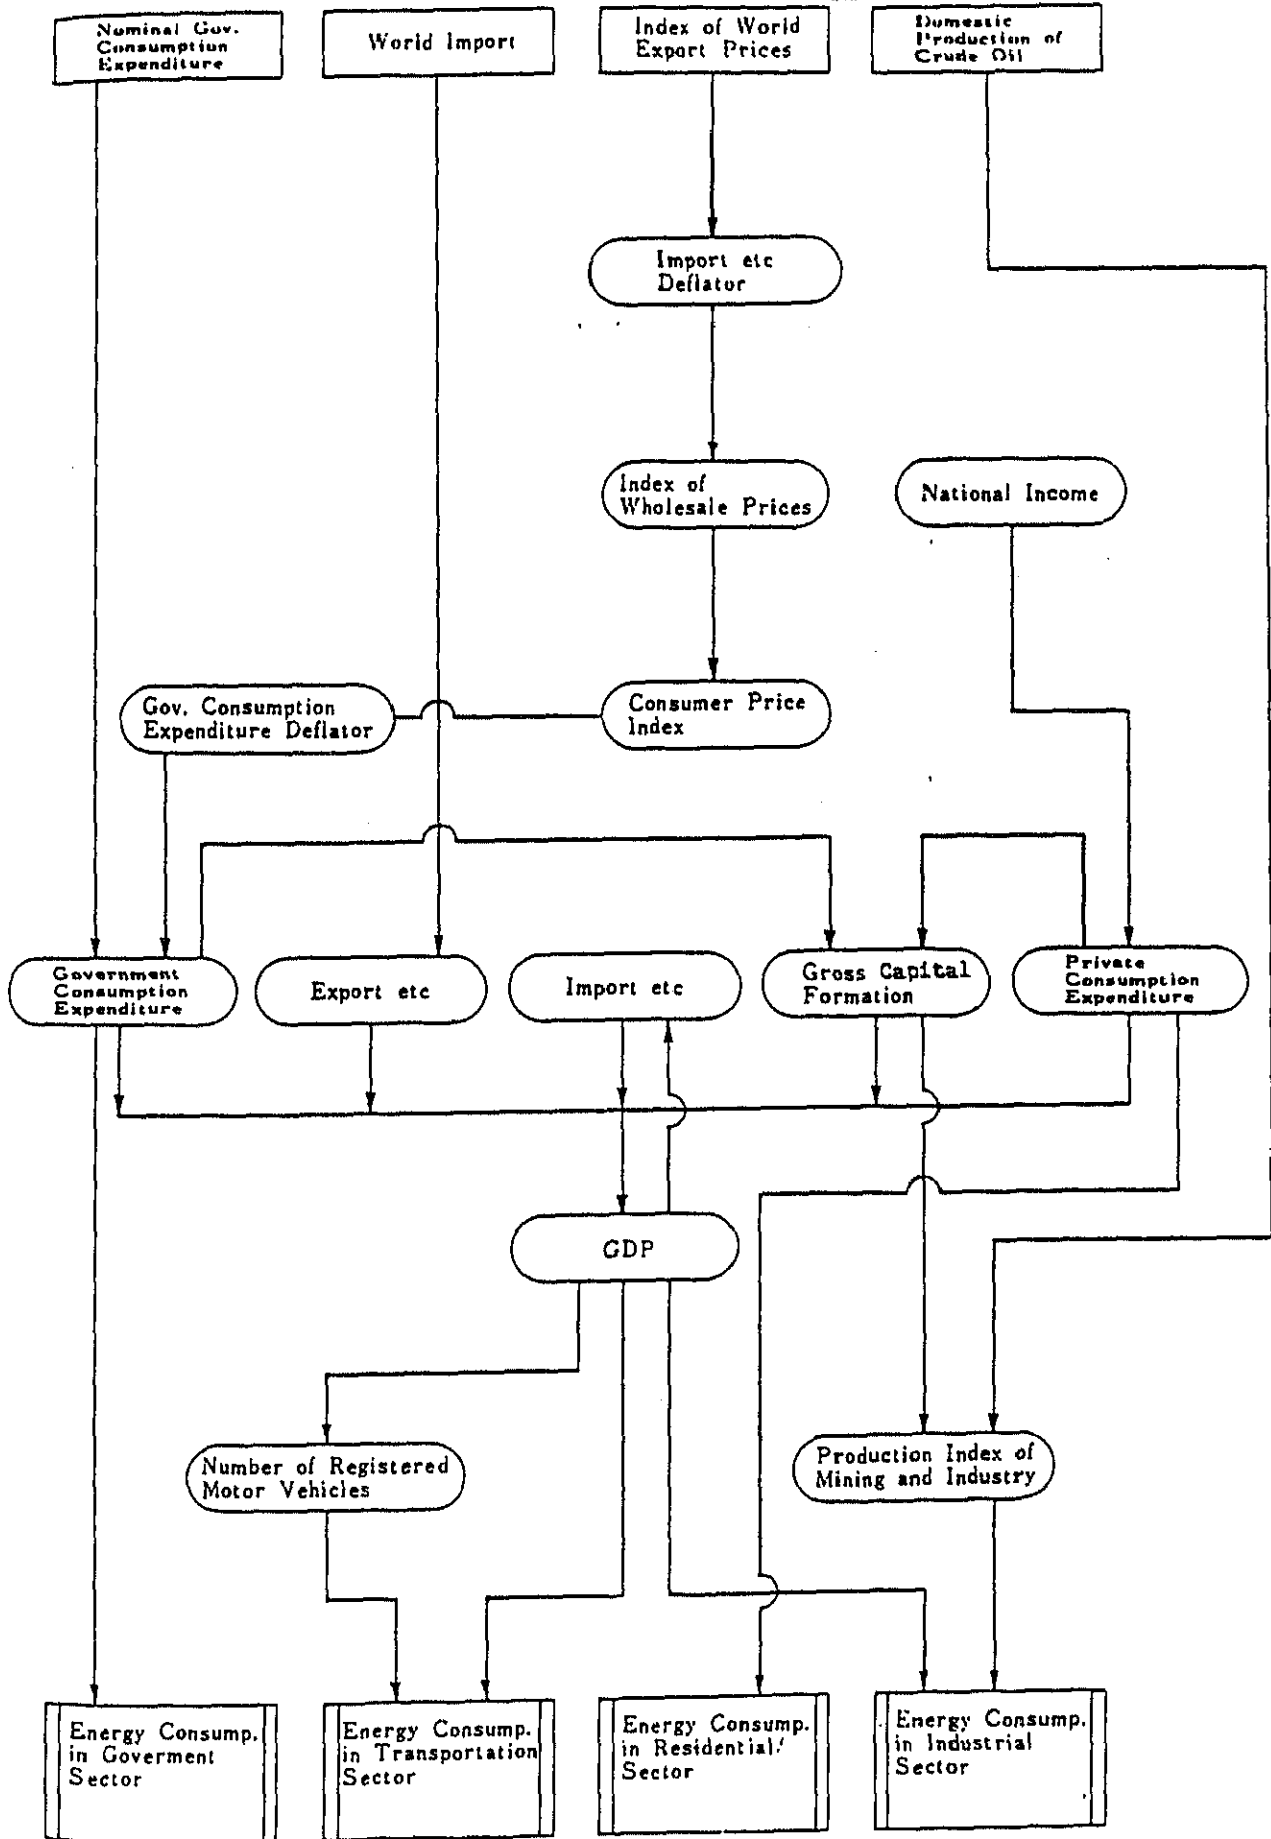 Nominal Gov.
Consumption
Expenditure
World Import
Index of World
Export Prices
Domestic
Production of
Crude Oil
Import etc
Deflator
Index of
Wholesale Prices
National Income
Gov. Consumption
Expenditure Deflator
Consumer Price
Index
Government
Consumption
Expenditure
Export etc
Import etc
Gross Capital
Formation
Private
Consumption
Expenditure
GDP
Number of Registered
Motor Vehicles
Production Index of
Mining and Industry
Energy Consump.
in Goverment
Sector
Energy Consump.
in Transportation
Sector
Energy Consump.
in Residential/
Sector
Energy Consump.
in Industrial
Sector